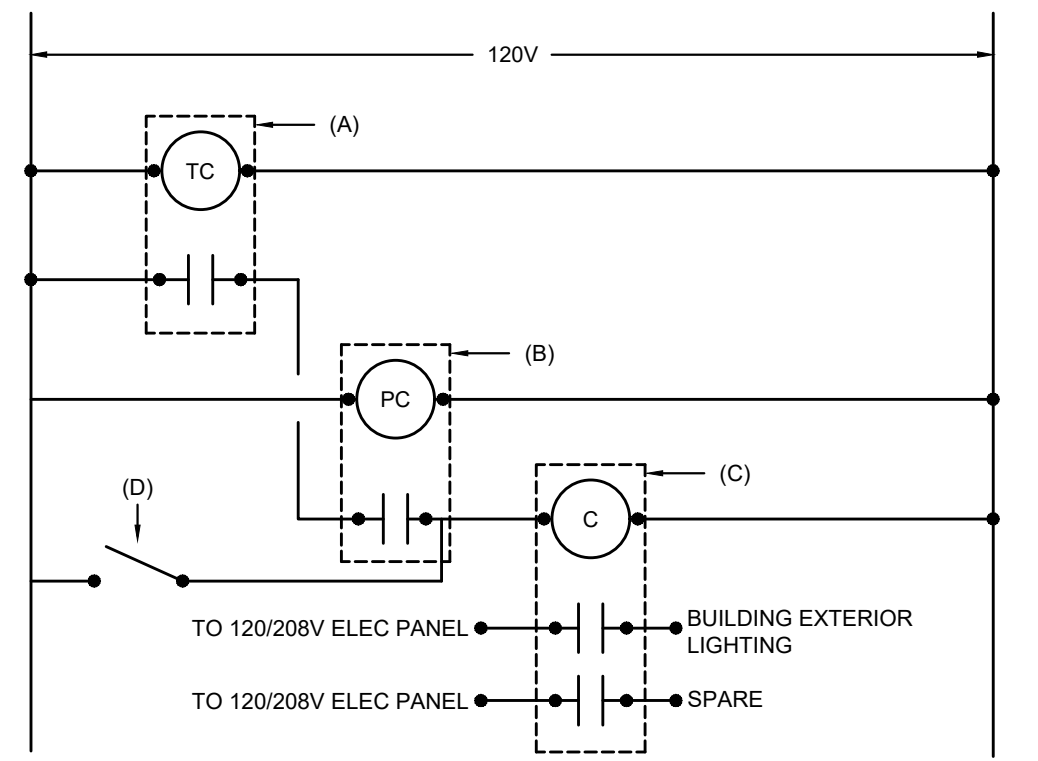 120V
(A)
TC
(B)
PC
(C)
(D)
C
TO 120/208V ELEC PANEL
BUILDING EXTERIOR
LIGHTING
TO 120/208V ELEC PANEL
SPARE